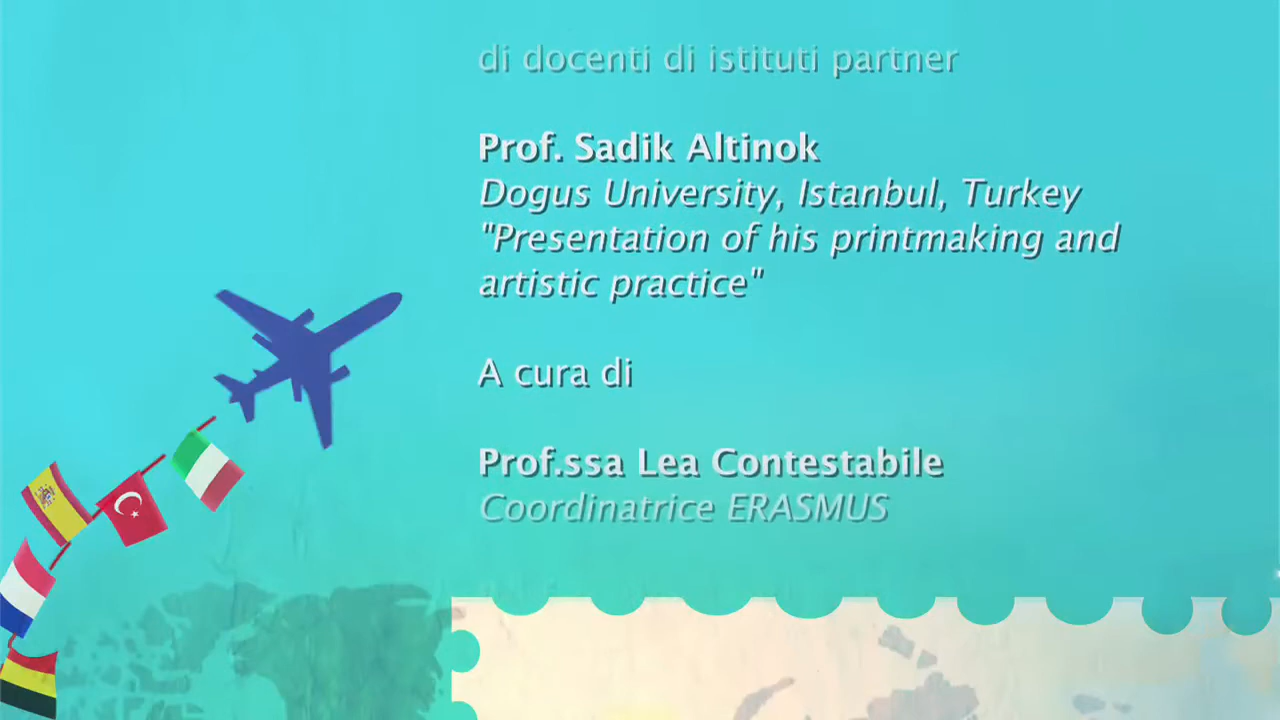 di docenti di istituti partner
Prof. Sadik Altinok
Dogus University, Istanbul, Turkey
"Presentation of his printmaking and
artistic practice"
A cura di
Prof.ssa Lea Contestabile
Coordinatrice ERASMUS